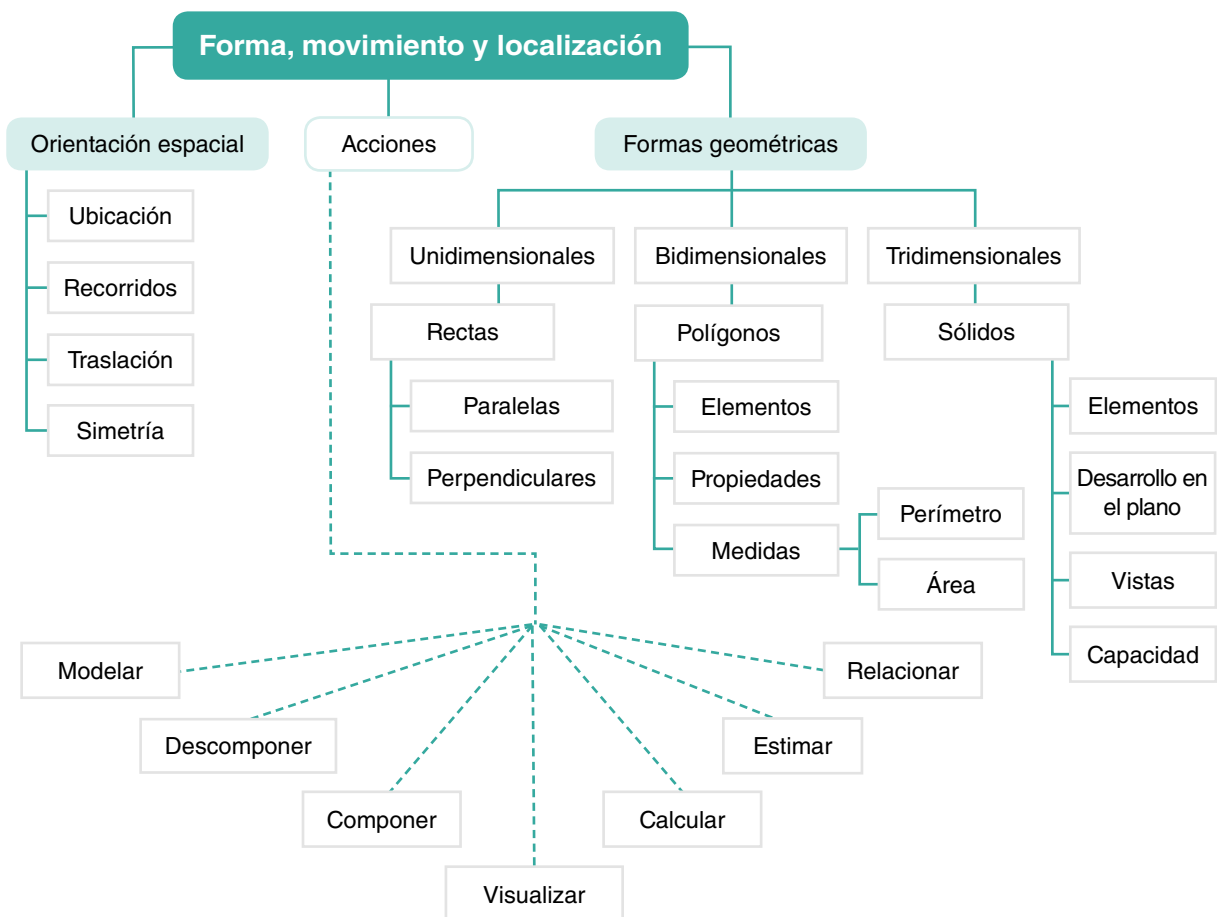 Forma, movimiento y localización
Orientación espacial
Acciones
Formas geométricas
Ubicación
Recorridos
Traslación
Simetría
Unidimensionales
Bidimensionales
Tridimensionales
Rectas
Polígonos
Sólidos
Paralelas
Perpendiculares
Elementos
Propiedades
Medidas
Perímetro
Área
Elementos
Desarrollo en
el plano
Vistas
Capacidad
Modelar
Descomponer
Componer
Visualizar
Calcular
Estimar
Relacionar